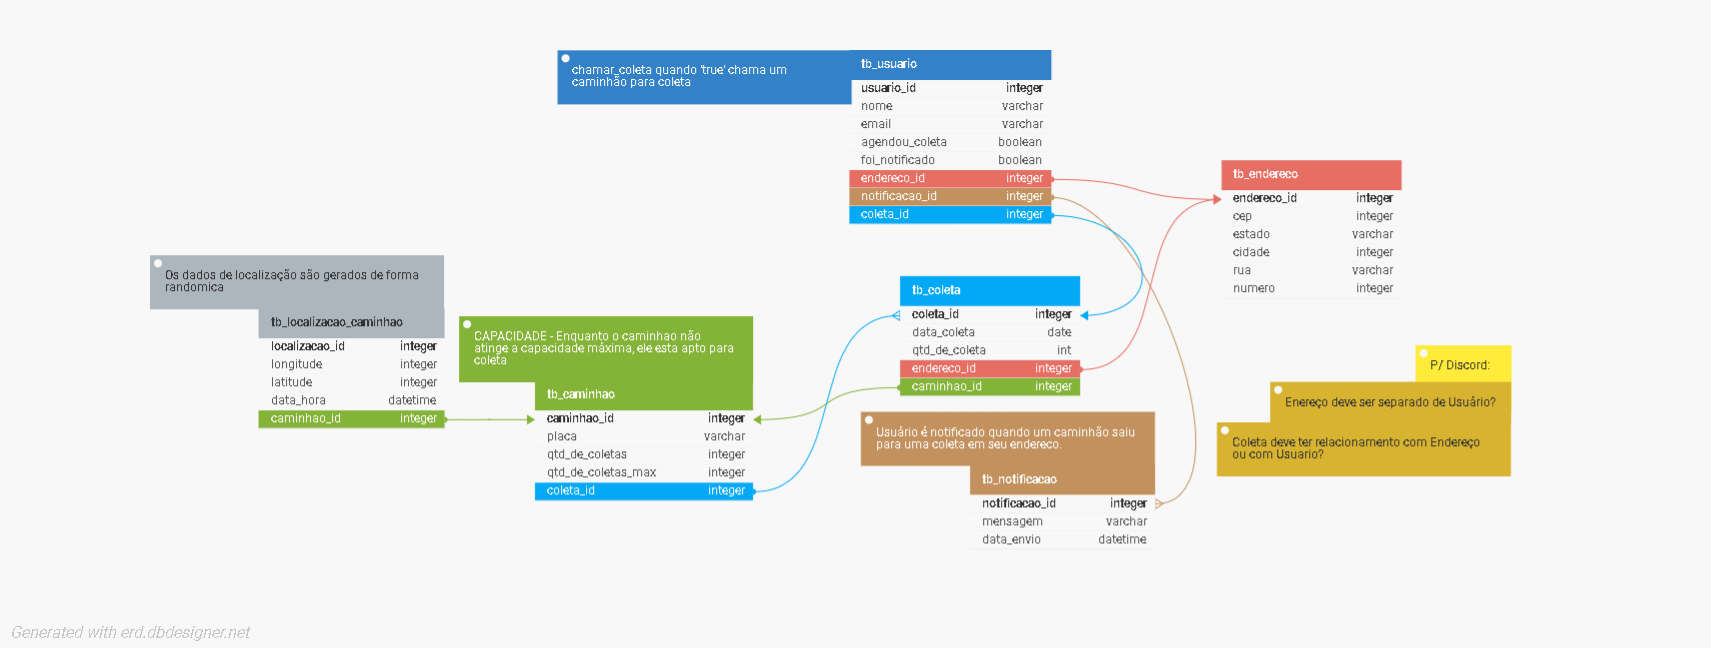 chamar_coleta quando 'true' chama um
caminhão para coleta
tb_usuario
usuario_id integer
nome varchar
email varchar
agendou_coleta boolean
foi_notificado boolean
endereco_id integer
notificacao_id integer
coleta_id integer
tb_endereco
endereco_id integer
cep integer
estado varchar
cidade integer
rua varchar
numero integer
Os dados de localização são gerados de forma
randomica
tb_localizacao_caminhao
localizacao_id integer
longitude integer
latitude integer
data_hora datetime
caminhao_id integer
CAPACIDADE - Enquanto o caminhao não
atinge a capacidade máxima, ele esta apto para
coleta
tb_caminhao
caminhao_id integer
placa varchar
qtd_de_coletas integer
qtd_de_coletas_max integer
coleta_id integer
tb_coleta
coleta_id integer
data_coleta date
qtd_de_coleta int
endereco_id integer
caminhao_id integer
Usuário é notificado quando um caminhão saiu
para uma coleta em seu endereco.
tb_notificacao
notificacao_id integer
mensagem varchar
data_envio datetime
P/ Discord:
Enereço deve ser separado de Usuário?
Coleta deve ter relacionamento com Endereço
ou com Usuario?
Generated with erd.dbdesigner.net